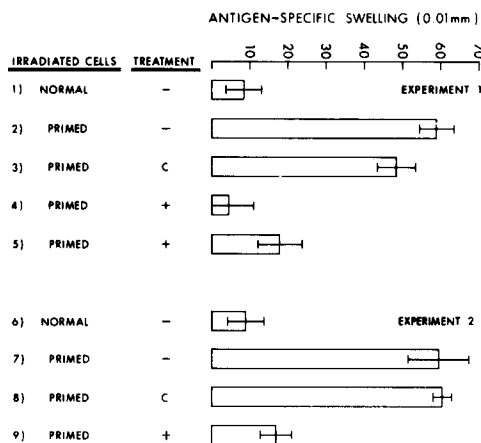 ANTIGEN-SPECIFIC SWELLING (0.01mm)
10 20 30 40 50 60 70
IRRADIATED CELLS TREATMENT
1) NORMAL - EXPERIMENT 1
2) PRIMED -
3) PRIMED C
4) PRIMED +
5) PRIMED +
6) NORMAL - EXPERIMENT 2
7) PRIMED -
8) PRIMED C
9) PRIMED +